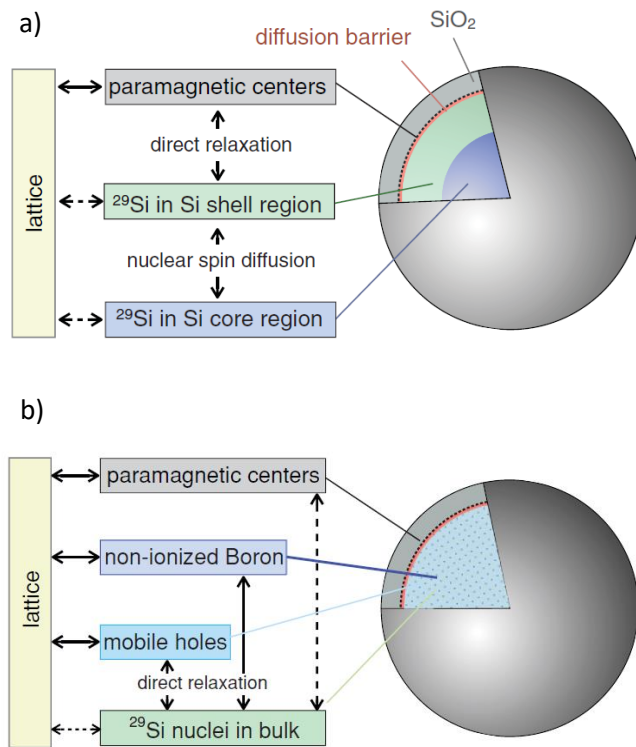 a)
SiO₂
diffusion barrier
paramagnetic centers
direct relaxation
lattice
²⁹Si in Si shell region
nuclear spin diffusion
²⁹Si in Si core region
b)
paramagnetic centers
non-ionized Boron
lattice
mobile holes
direct relaxation
²⁹Si nuclei in bulk